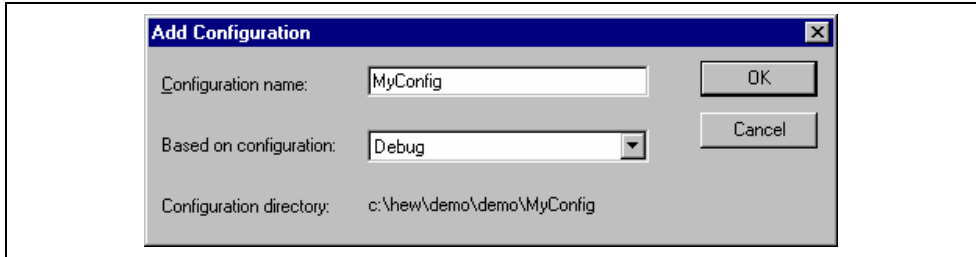 Add Configuration
Configuration name: MyConfig OK
Based on configuration: Debug Cancel
Configuration directory: c:\hew\demo\demo\MyConfig